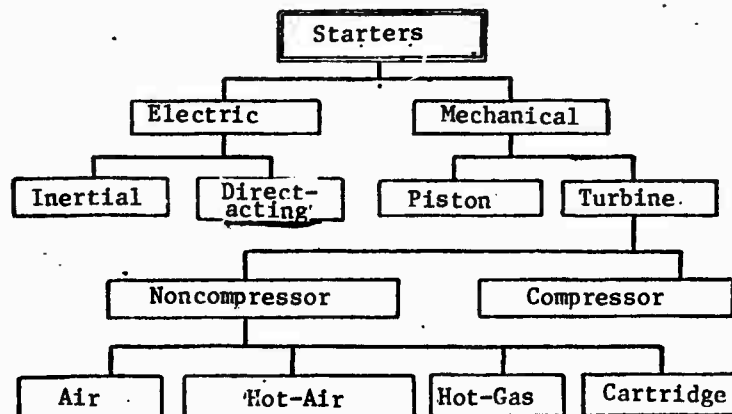 Starters
Electric
Mechanical
Inertial
Direct-
acting
Piston
Turbine
Noncompressor
Compressor
Air
Hot-Air
Hot-Gas
Cartridge